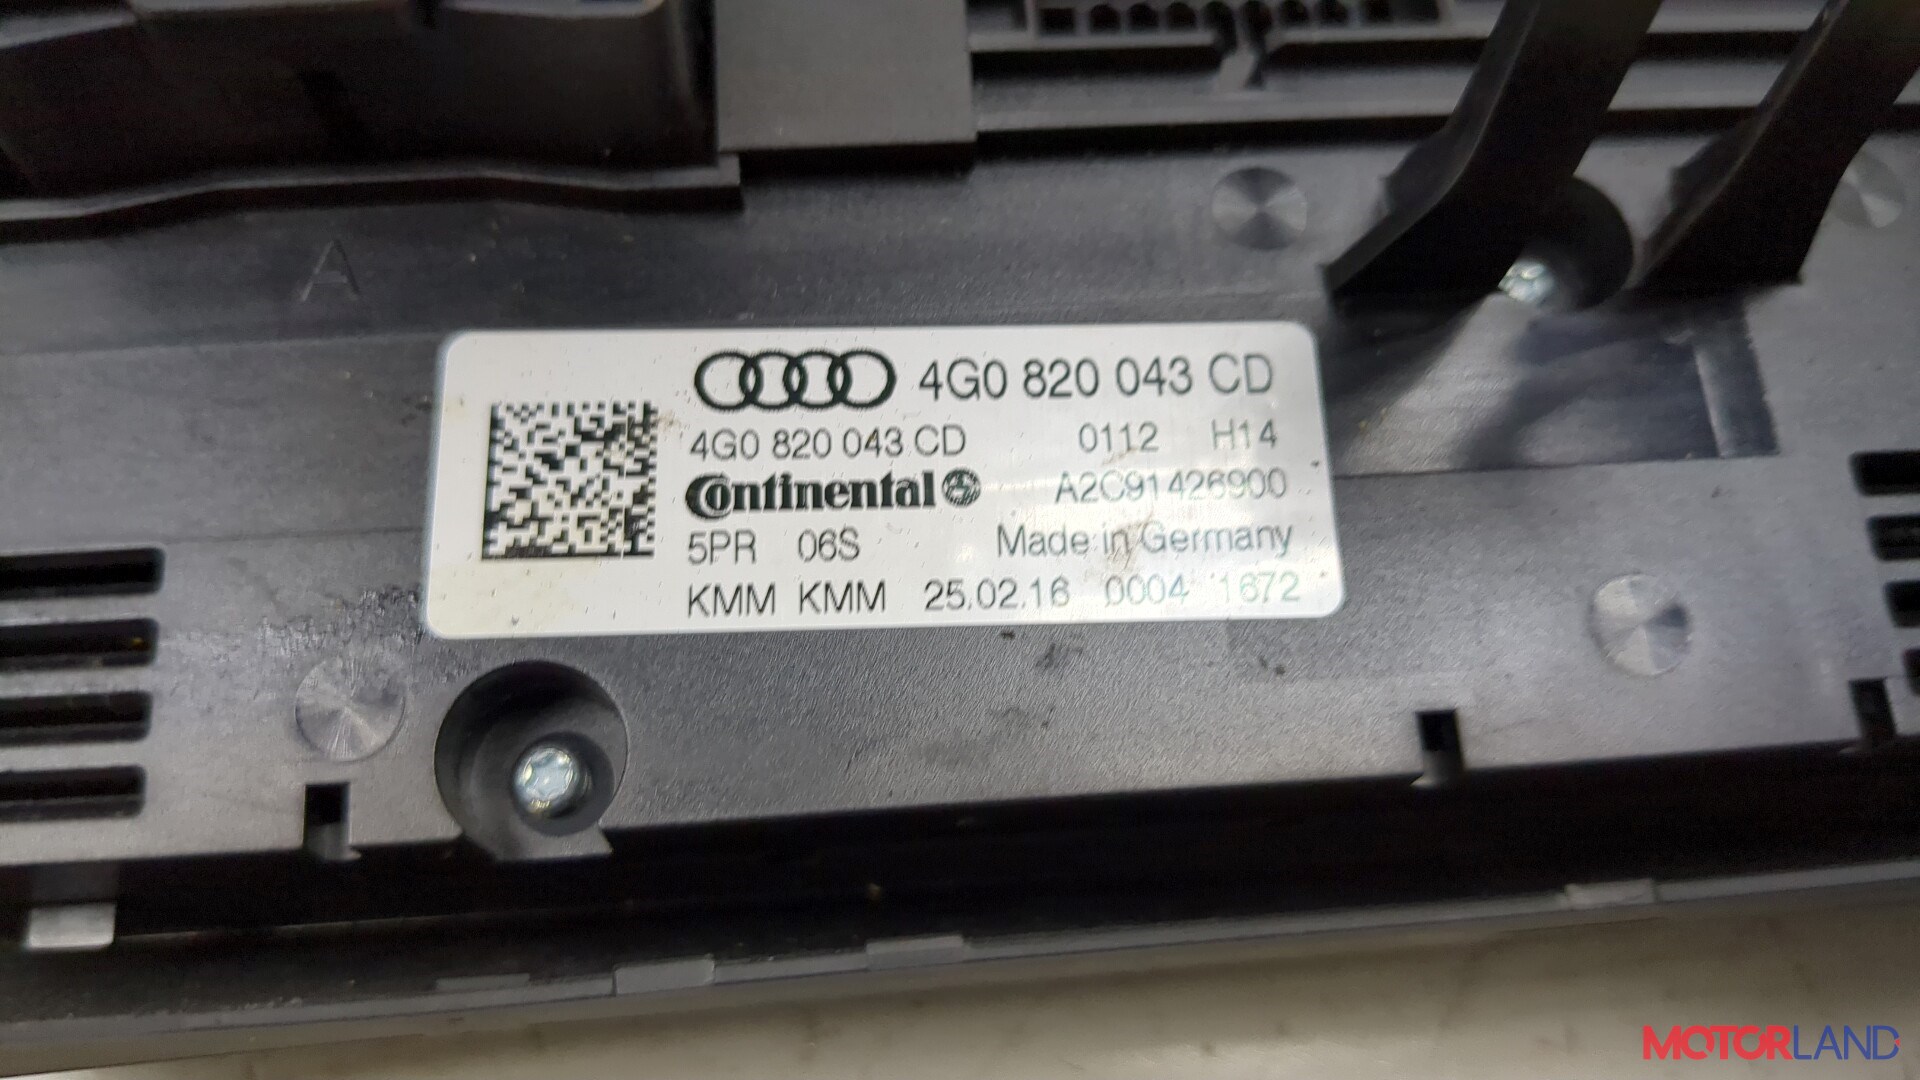 A
4G0 820 043 CD
4G0 820 043 CD 0112 H14
Continental A2C91426900
5PR 06S Made in Germany
KMM KMM 25.02.16 0004 1672
MOTORLAND